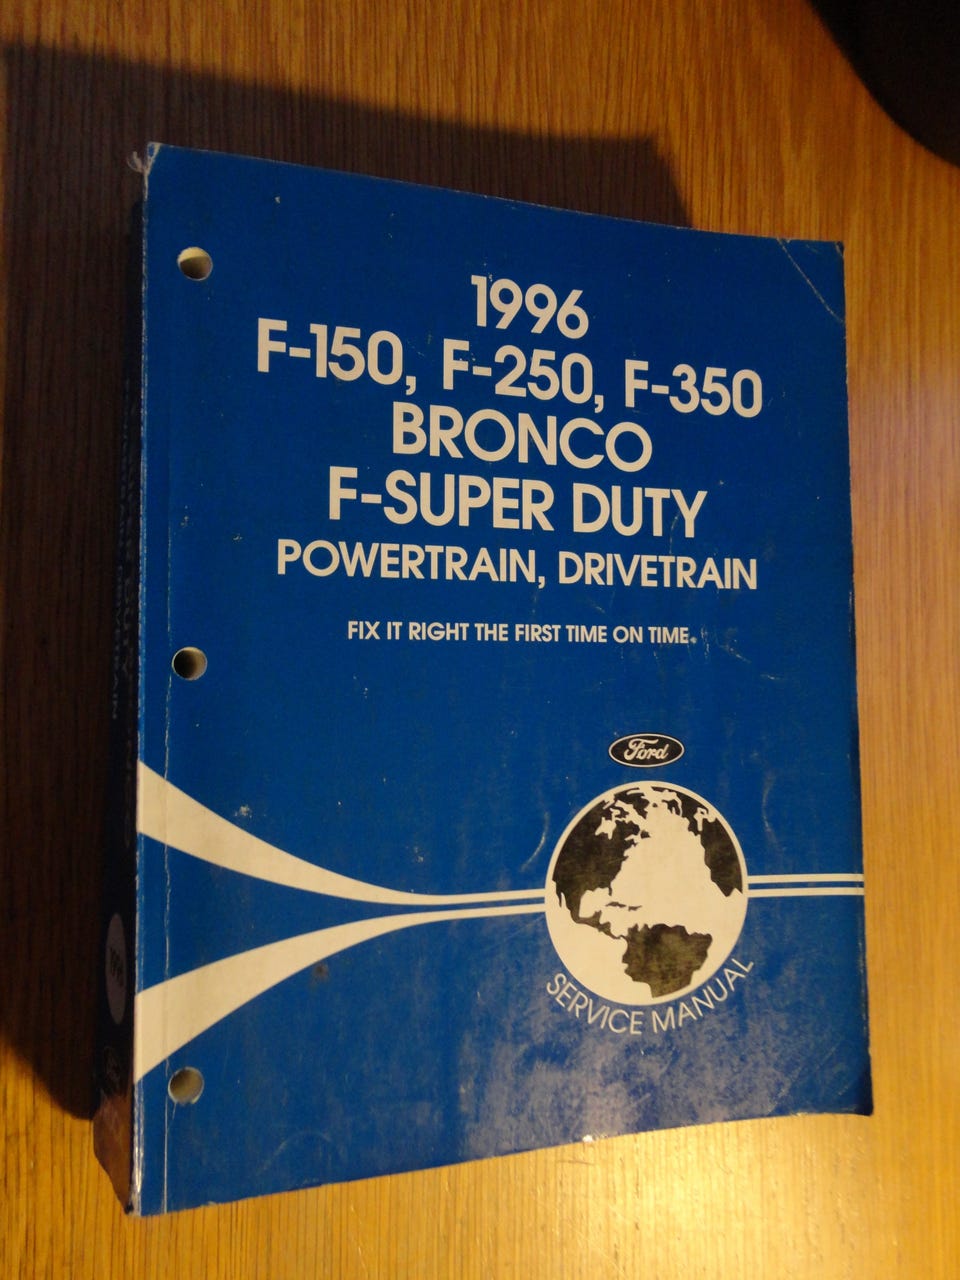 1996
F-150, F-250, F-350
BRONCO
F-SUPER DUTY
POWERTRAIN, DRIVETRAIN
FIX IT RIGHT THE FIRST TIME ON TIME.
Ford
SERVICE MANUAL
1996